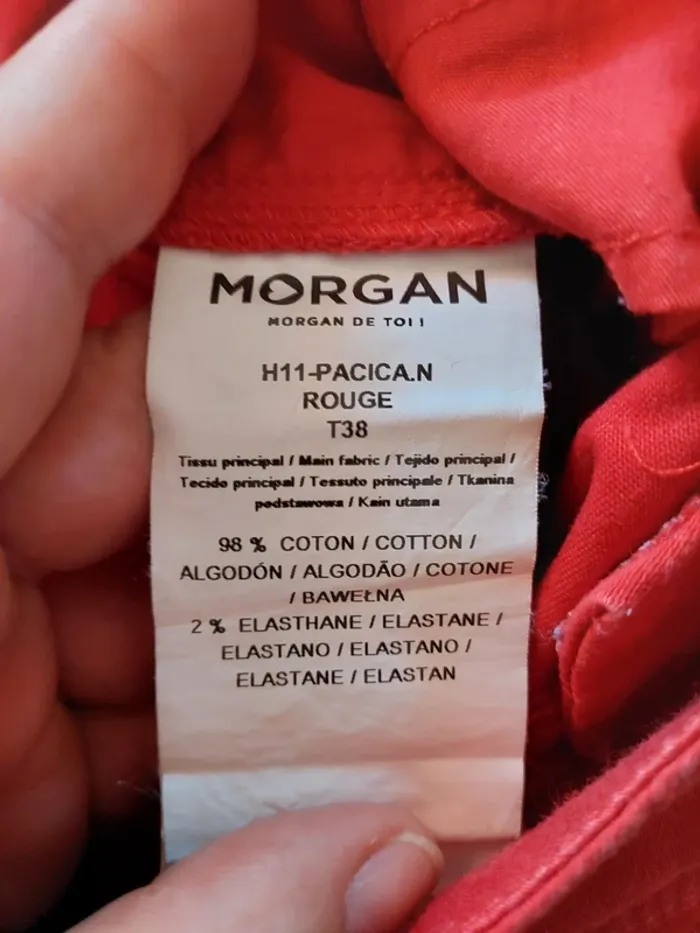 MORGAN
MORGAN DE TOI !
H11-PACICA.N
ROUGE
T38
Tissu principal / Main fabric / Tejido principal /
Tecido principal / Tessuto principale / Tkanina
podstawowa / Kain utama
98 % COTON / COTTON /
ALGODÓN / ALGODÃO / COTONE
/ BAWEŁNA
2 % ELASTHANE / ELASTANE /
ELASTANO / ELASTANO /
ELASTANE / ELASTAN